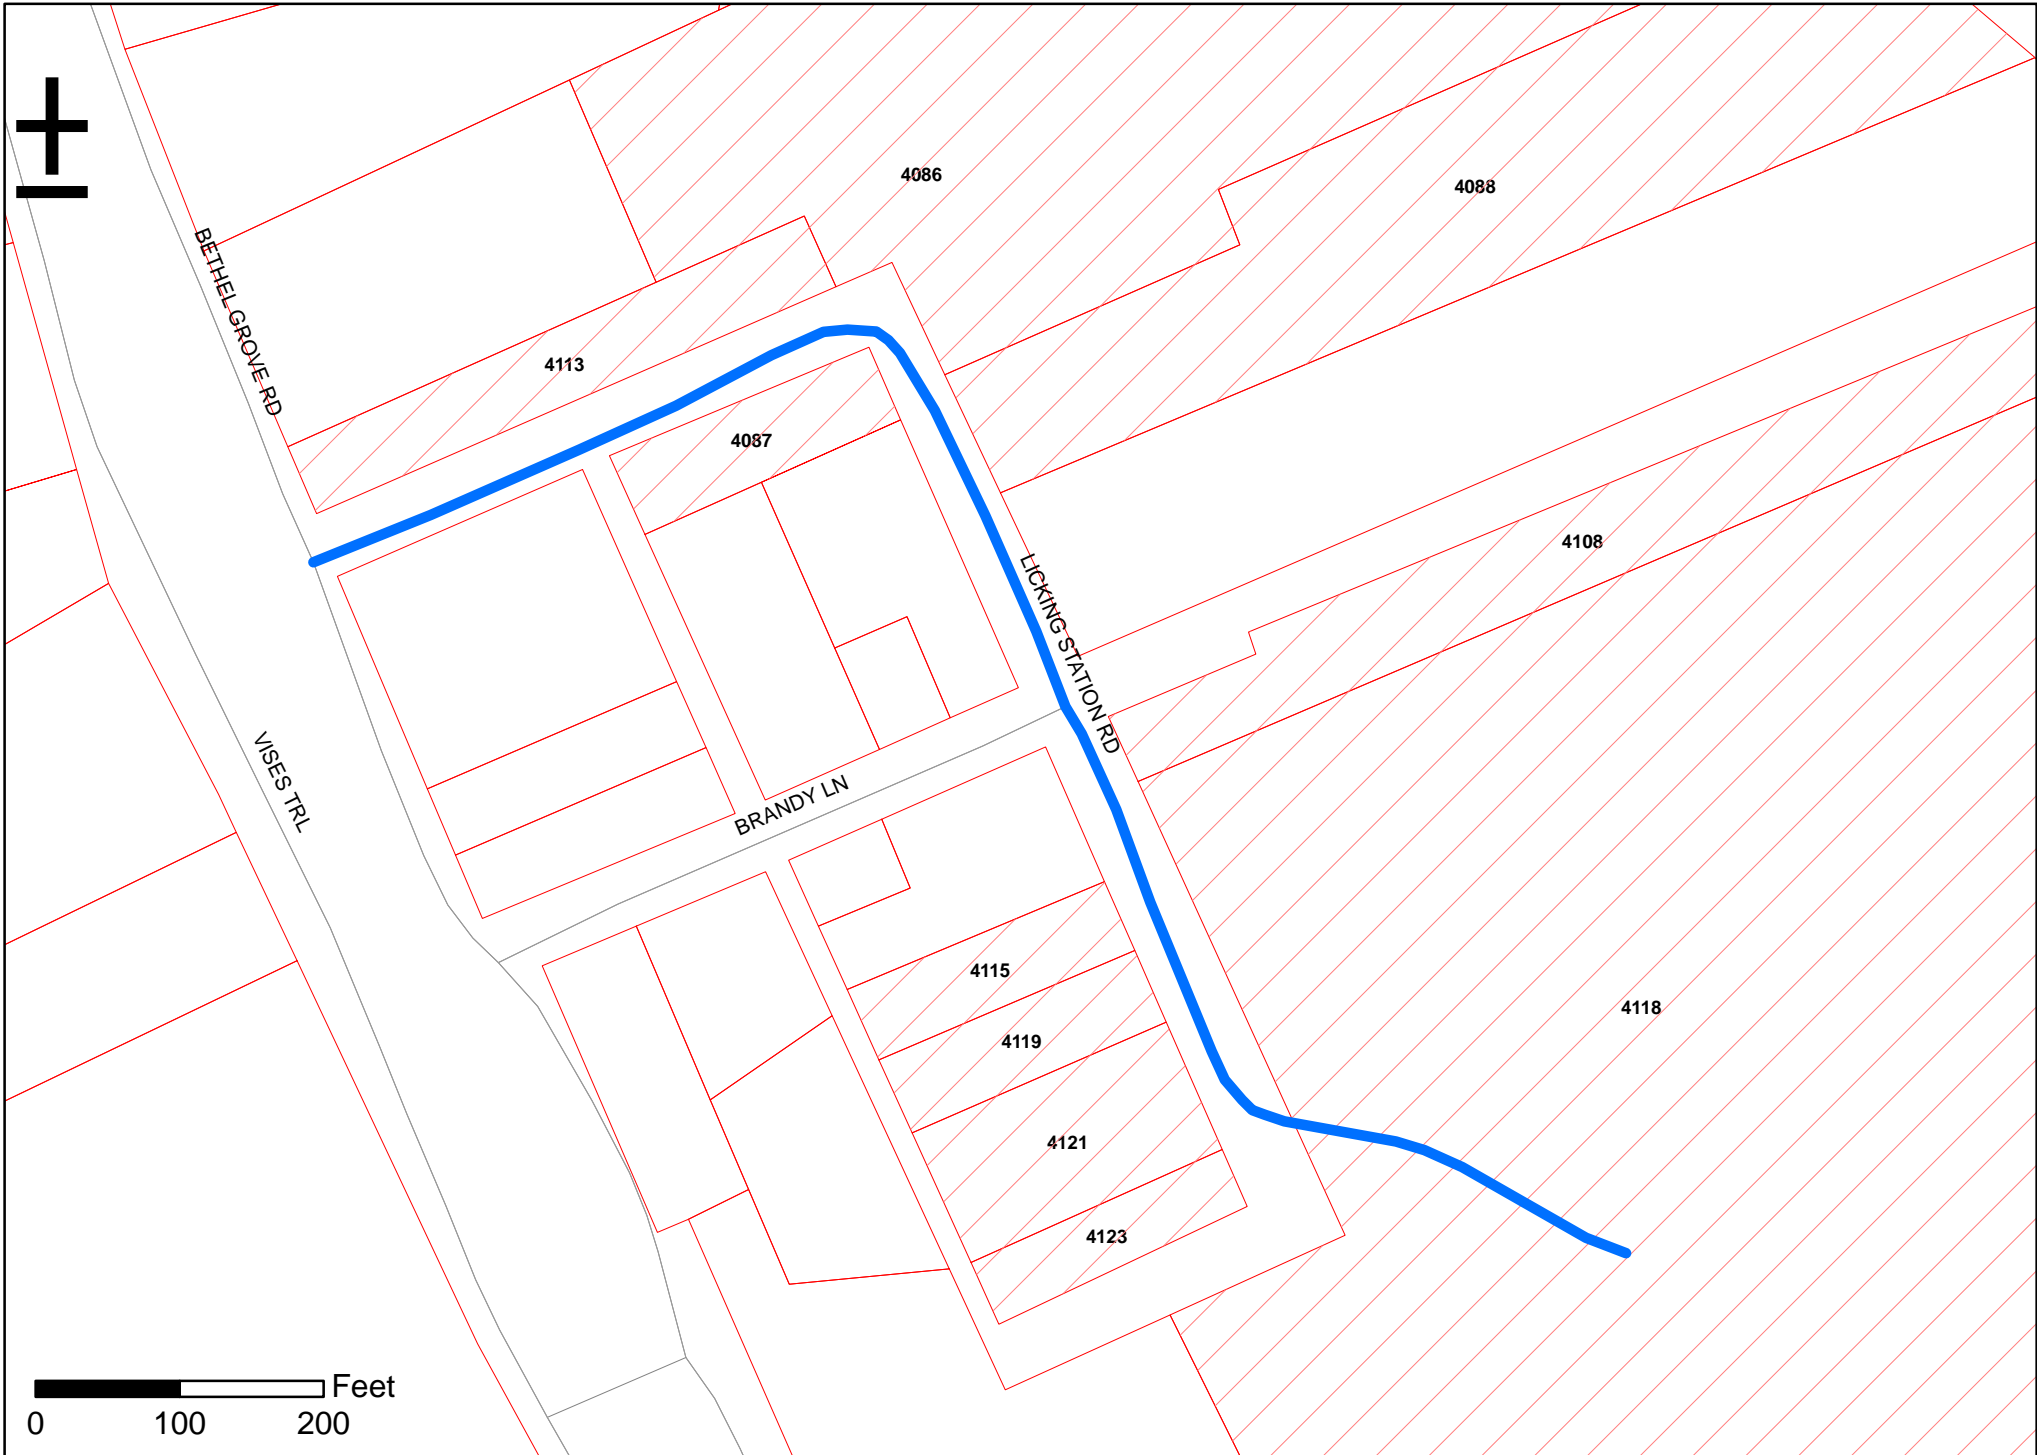 4086
4088
BETHEL GROVE RD
4113
4087
4108
LICKING STATION RD
VISES TRL
BRANDY LN
4115
4118
4119
4121
4123
Feet
0 100 200